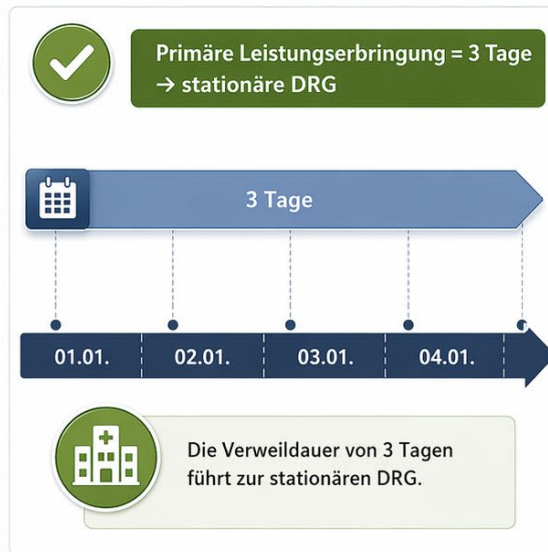 Primäre Leistungserbringung = 3 Tage
→ stationäre DRG
3 Tage
01.01. 02.01. 03.01. 04.01.
Die Verweildauer von 3 Tagen
führt zur stationären DRG.